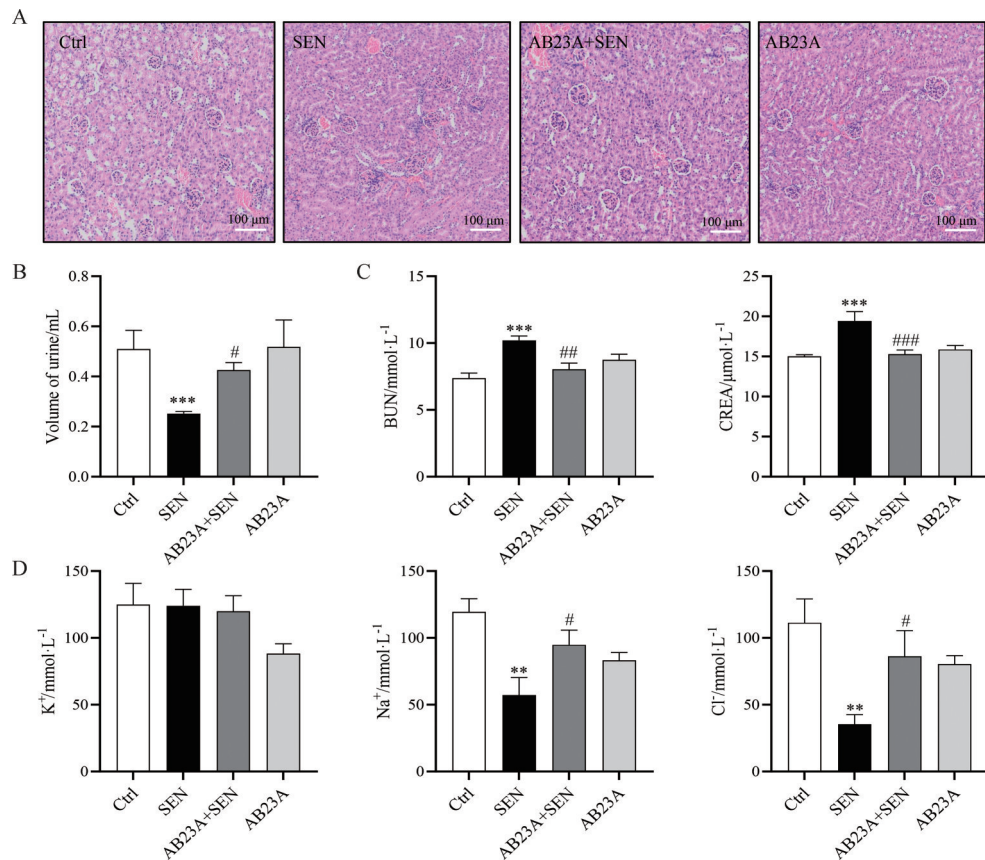 A
Ctrl
SEN
AB23A+SEN
AB23A
100 μm
100 μm
100 μm
100 μm
B
Volume of urine/mL
0.8
0.6
0.4
0.2
0.0
***
#
Ctrl
SEN
AB23A+SEN
AB23A
C
BUN/mmol·L⁻¹
15
10
5
0
***
##
Ctrl
SEN
AB23A+SEN
AB23A
CREA/μmol·L⁻¹
25
20
15
10
5
0
***
###
Ctrl
SEN
AB23A+SEN
AB23A
D
K⁺/mmol·L⁻¹
150
100
50
0
Ctrl
SEN
AB23A+SEN
AB23A
Na⁺/mmol·L⁻¹
150
100
50
0
**
#
Ctrl
SEN
AB23A+SEN
AB23A
Cl⁻/mmol·L⁻¹
150
100
50
0
**
#
Ctrl
SEN
AB23A+SEN
AB23A